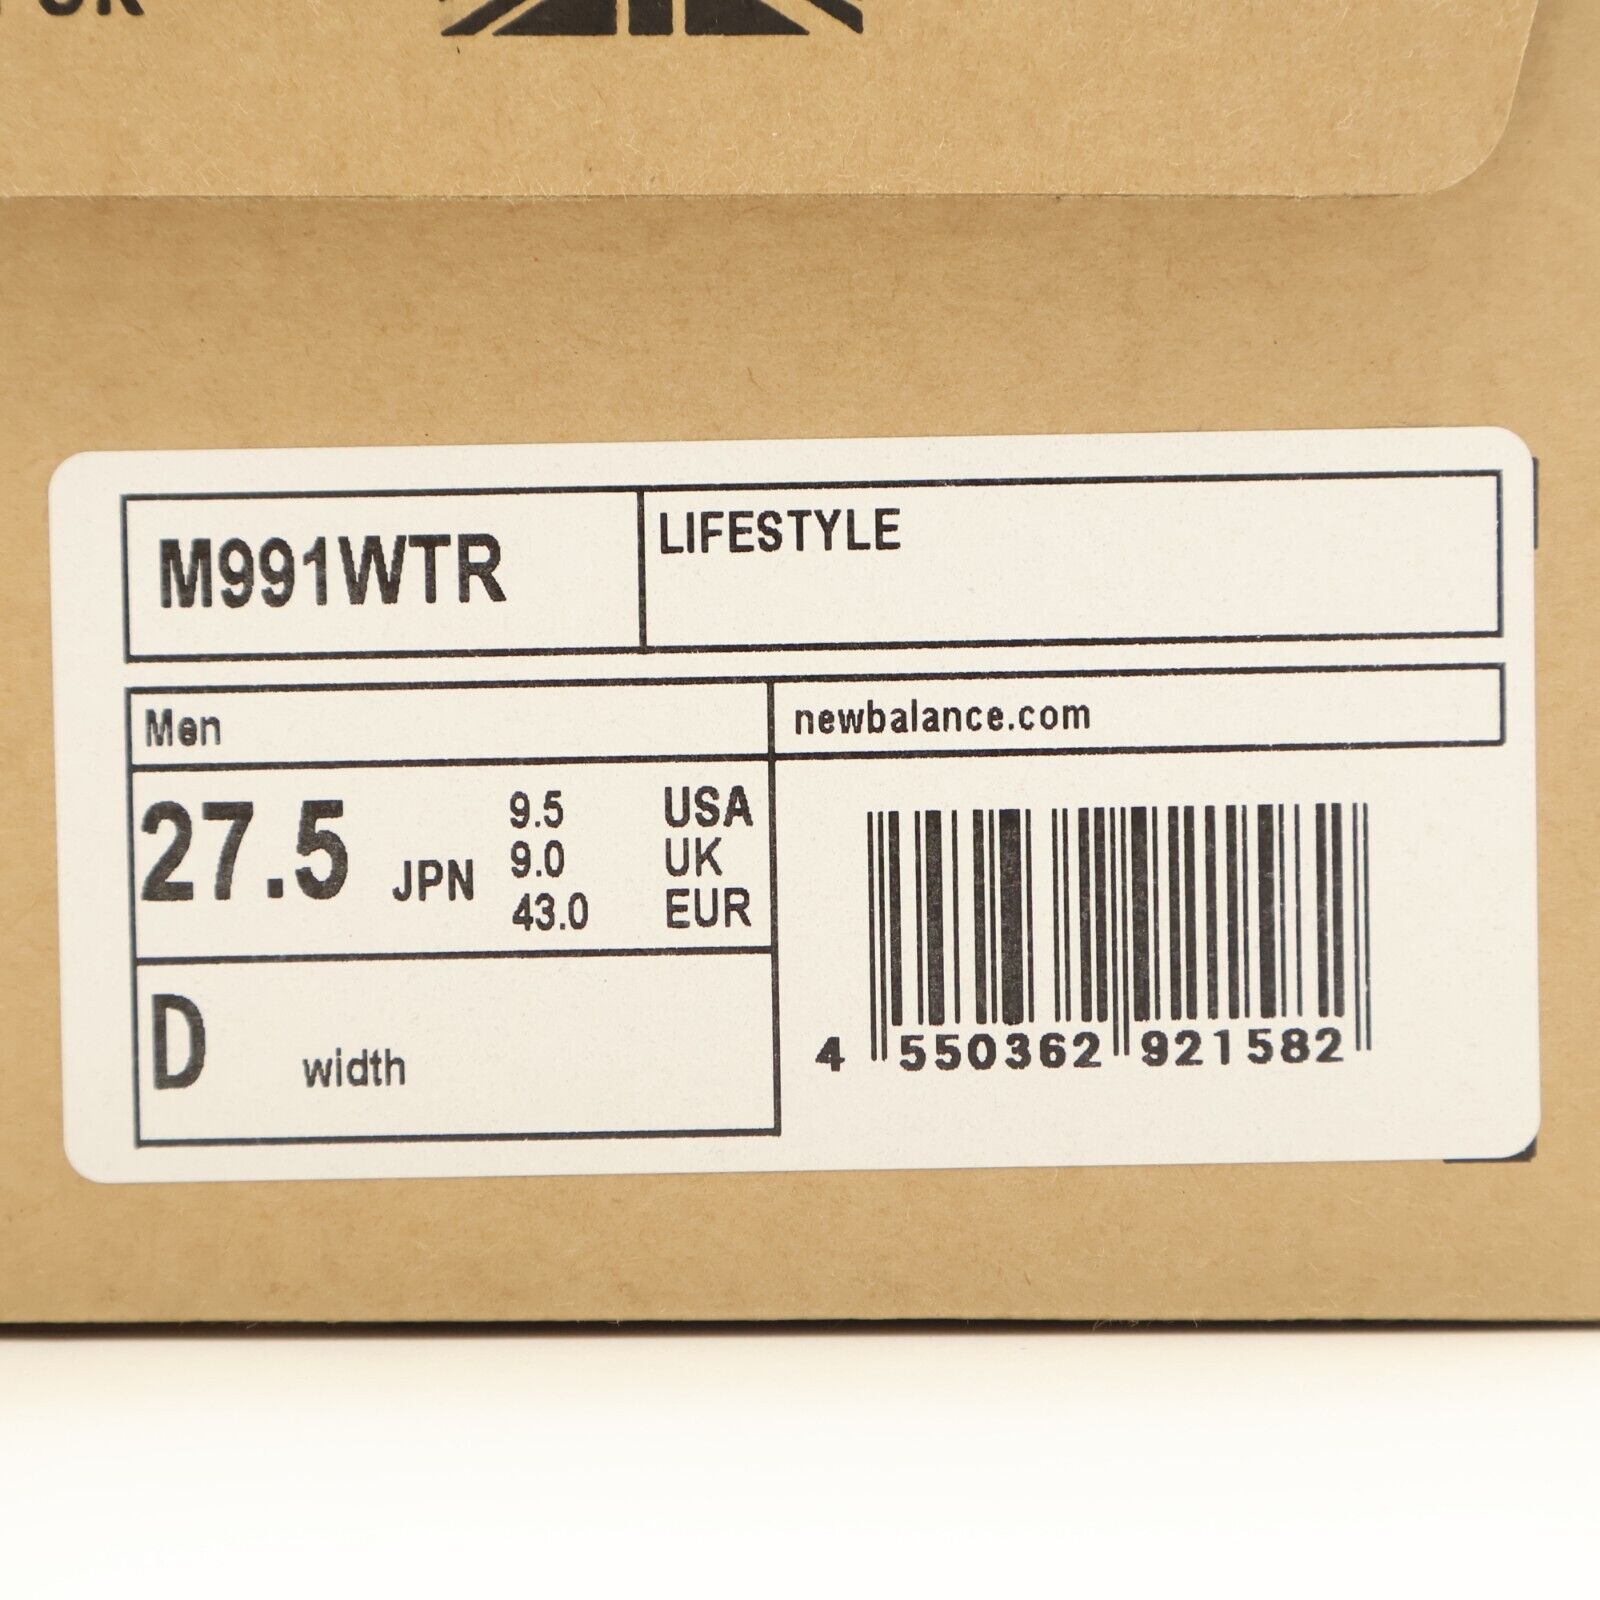 M991WTR
LIFESTYLE
Men
newbalance.com
27.5 JPN
9.5 USA
9.0 UK
43.0 EUR
D width
4 550362 921582